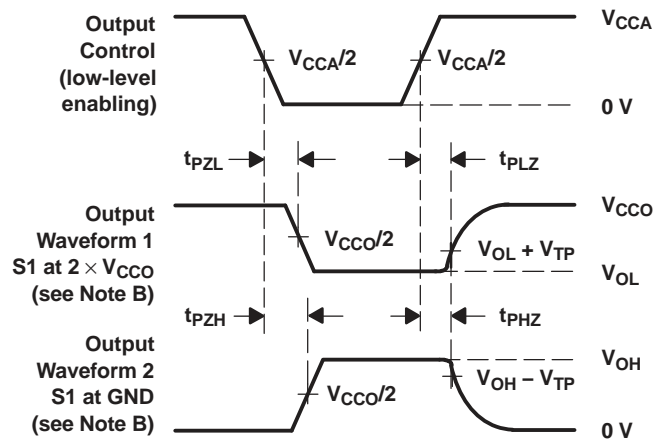 Output
Control
(low-level
enabling)
VCCA
VCCA/2
VCCA/2
0 V
tPZL
tPLZ
Output
Waveform 1
S1 at 2 × VCCO
(see Note B)
VCCO
VCCO/2
VOL + VTP
VOL
tPZH
tPHZ
Output
Waveform 2
S1 at GND
(see Note B)
VOH
VCCO/2
VOH − VTP
0 V